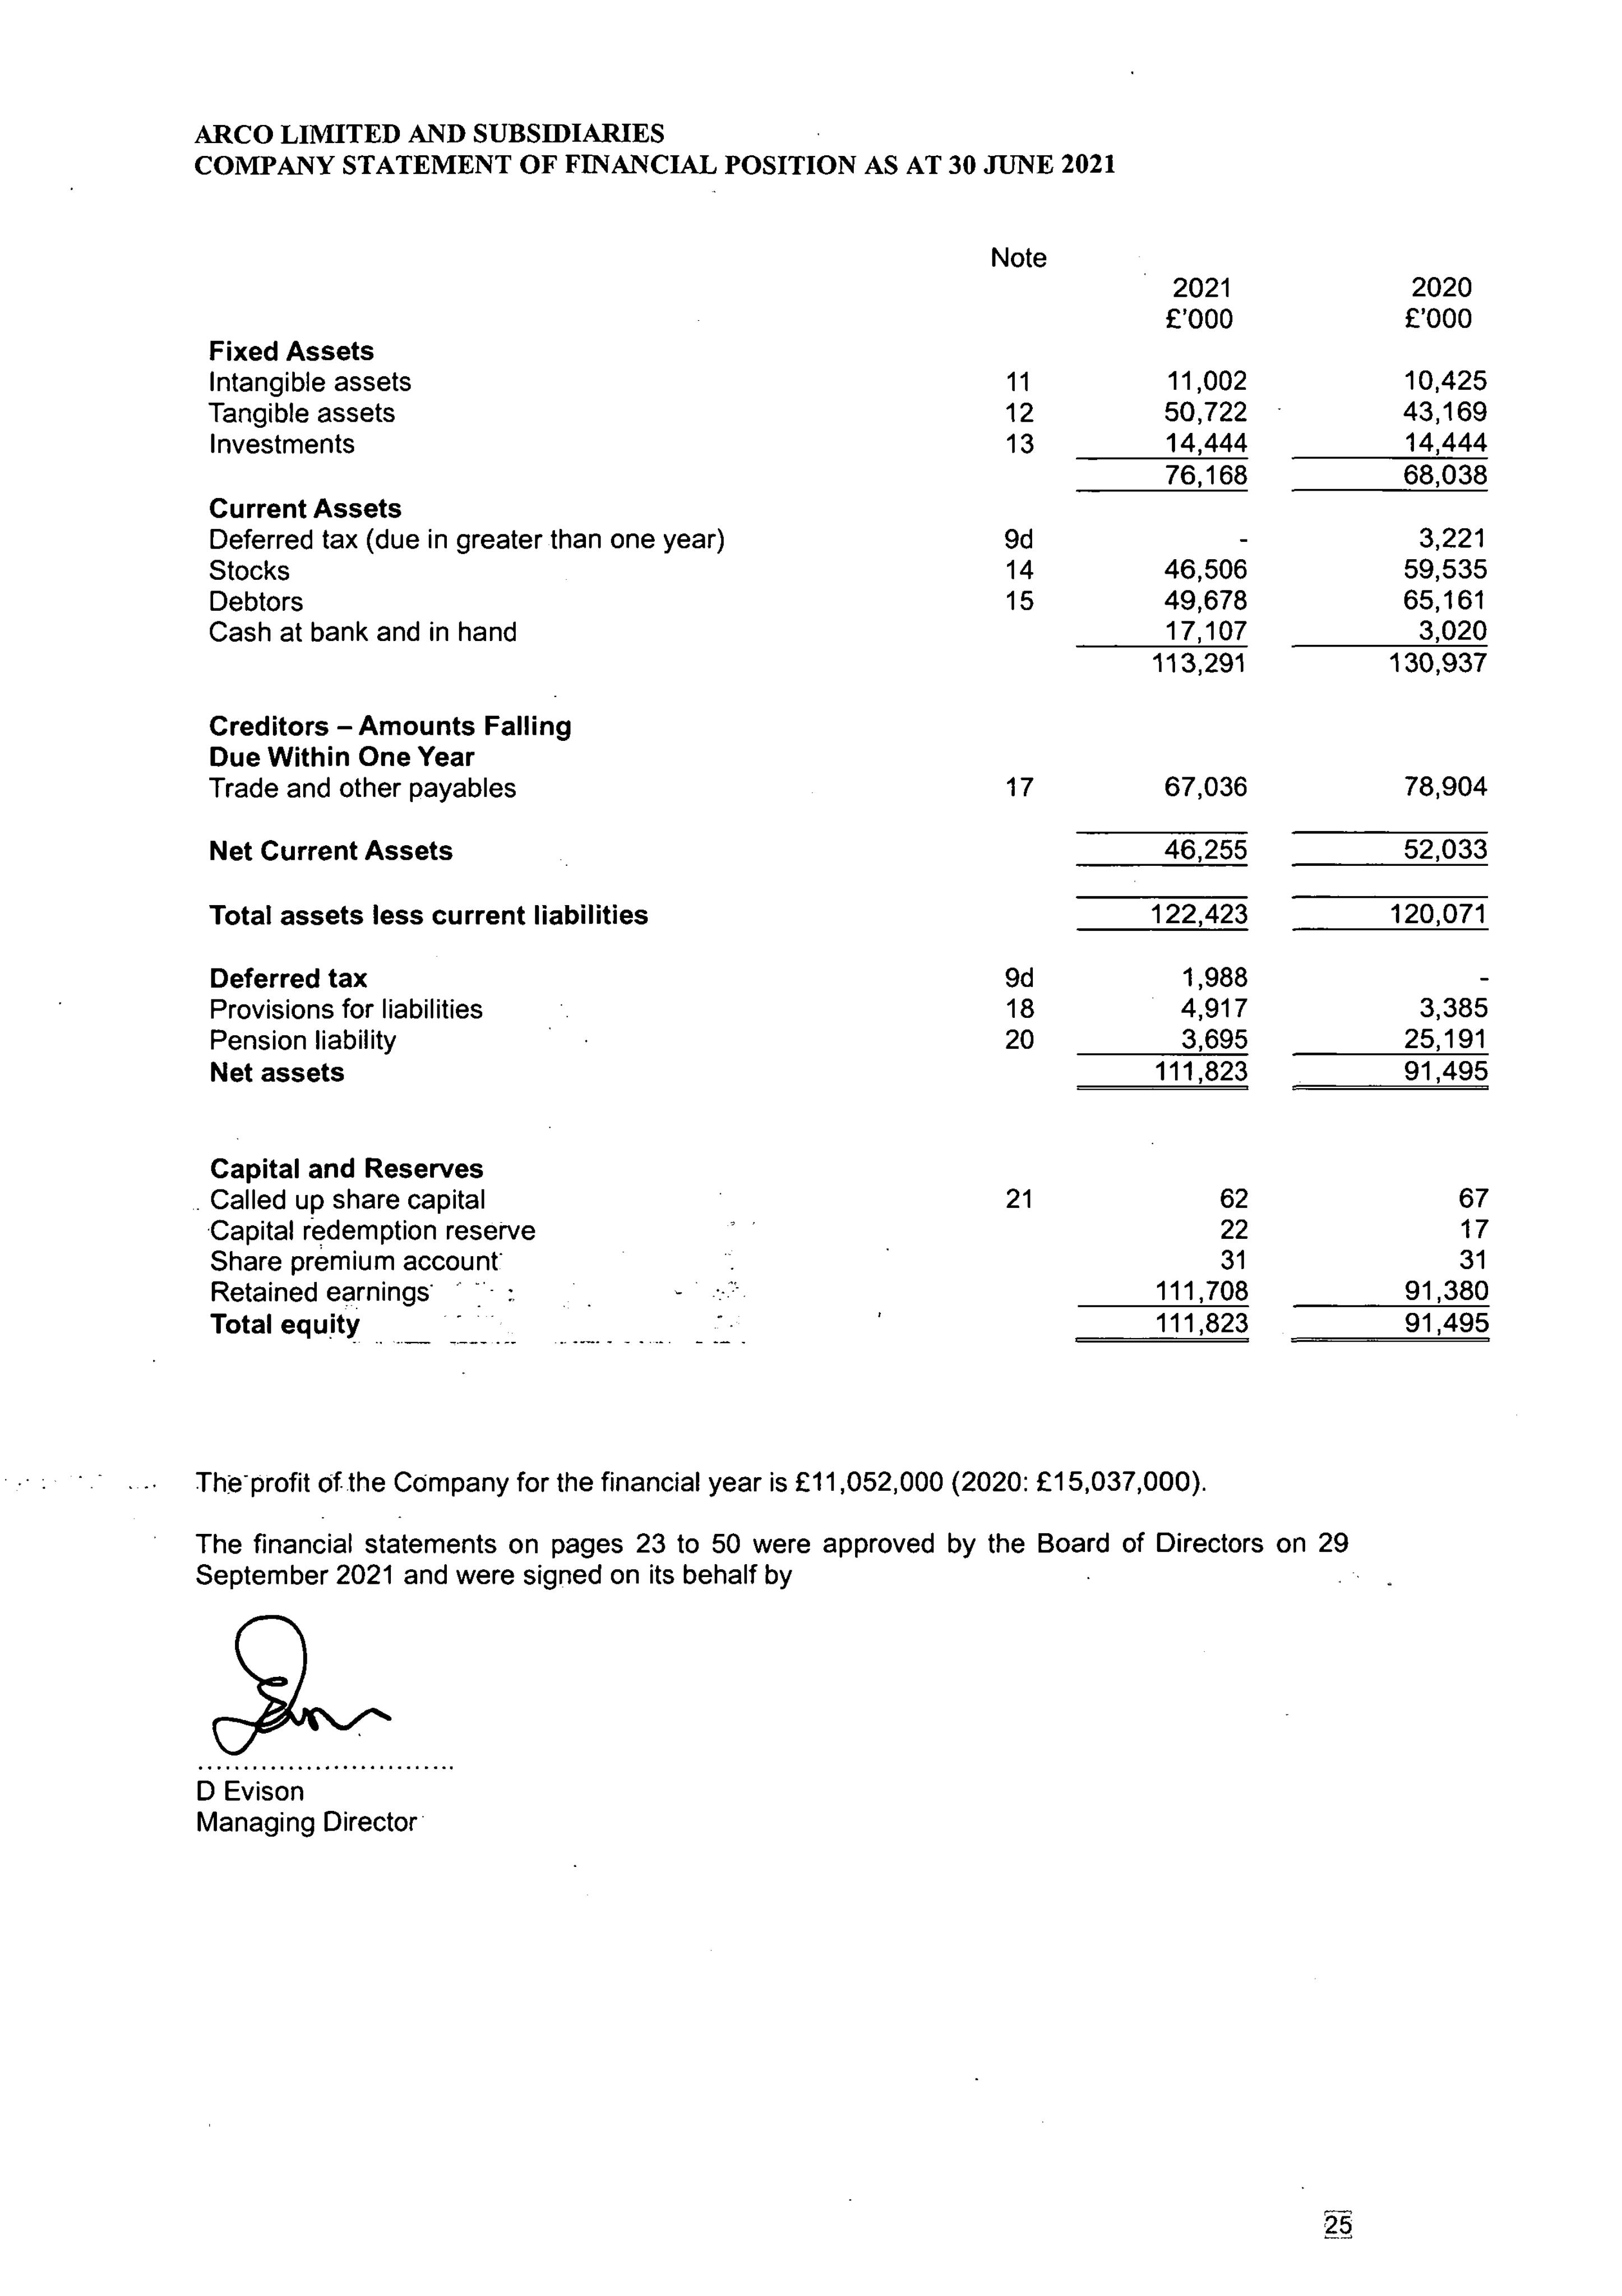 ARCO LIMITED AND SUBSIDIARIES
COMPANY STATEMENT OF FINANCIAL POSITION AS AT 30 JUNE 2021
Note
2021 2020
£'000 £'000
Fixed Assets
Intangible assets 11 11,002 10,425
Tangible assets 12 50,722 43,169
Investments 13 14,444 14,444
76,168 68,038
Current Assets
Deferred tax (due in greater than one year) 9d - 3,221
Stocks 14 46,506 59,535
Debtors 15 49,678 65,161
Cash at bank and in hand 17,107 3,020
113,291 130,937
Creditors – Amounts Falling
Due Within One Year
Trade and other payables 17 67,036 78,904
Net Current Assets 46,255 52,033
Total assets less current liabilities 122,423 120,071
Deferred tax 9d 1,988 -
Provisions for liabilities 18 4,917 3,385
Pension liability 20 3,695 25,191
Net assets 111,823 91,495
Capital and Reserves
Called up share capital 21 62 67
Capital redemption reserve 22 17
Share premium account 31 31
Retained earnings 111,708 91,380
Total equity 111,823 91,495
The profit of the Company for the financial year is £11,052,000 (2020: £15,037,000).
The financial statements on pages 23 to 50 were approved by the Board of Directors on 29
September 2021 and were signed on its behalf by
D Evison
Managing Director
25